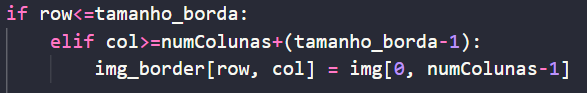 if row<=tamanho_borda:
elif col>=numColunas+(tamanho_borda-1):
img_border[row, col] = img[0, numColunas-1]